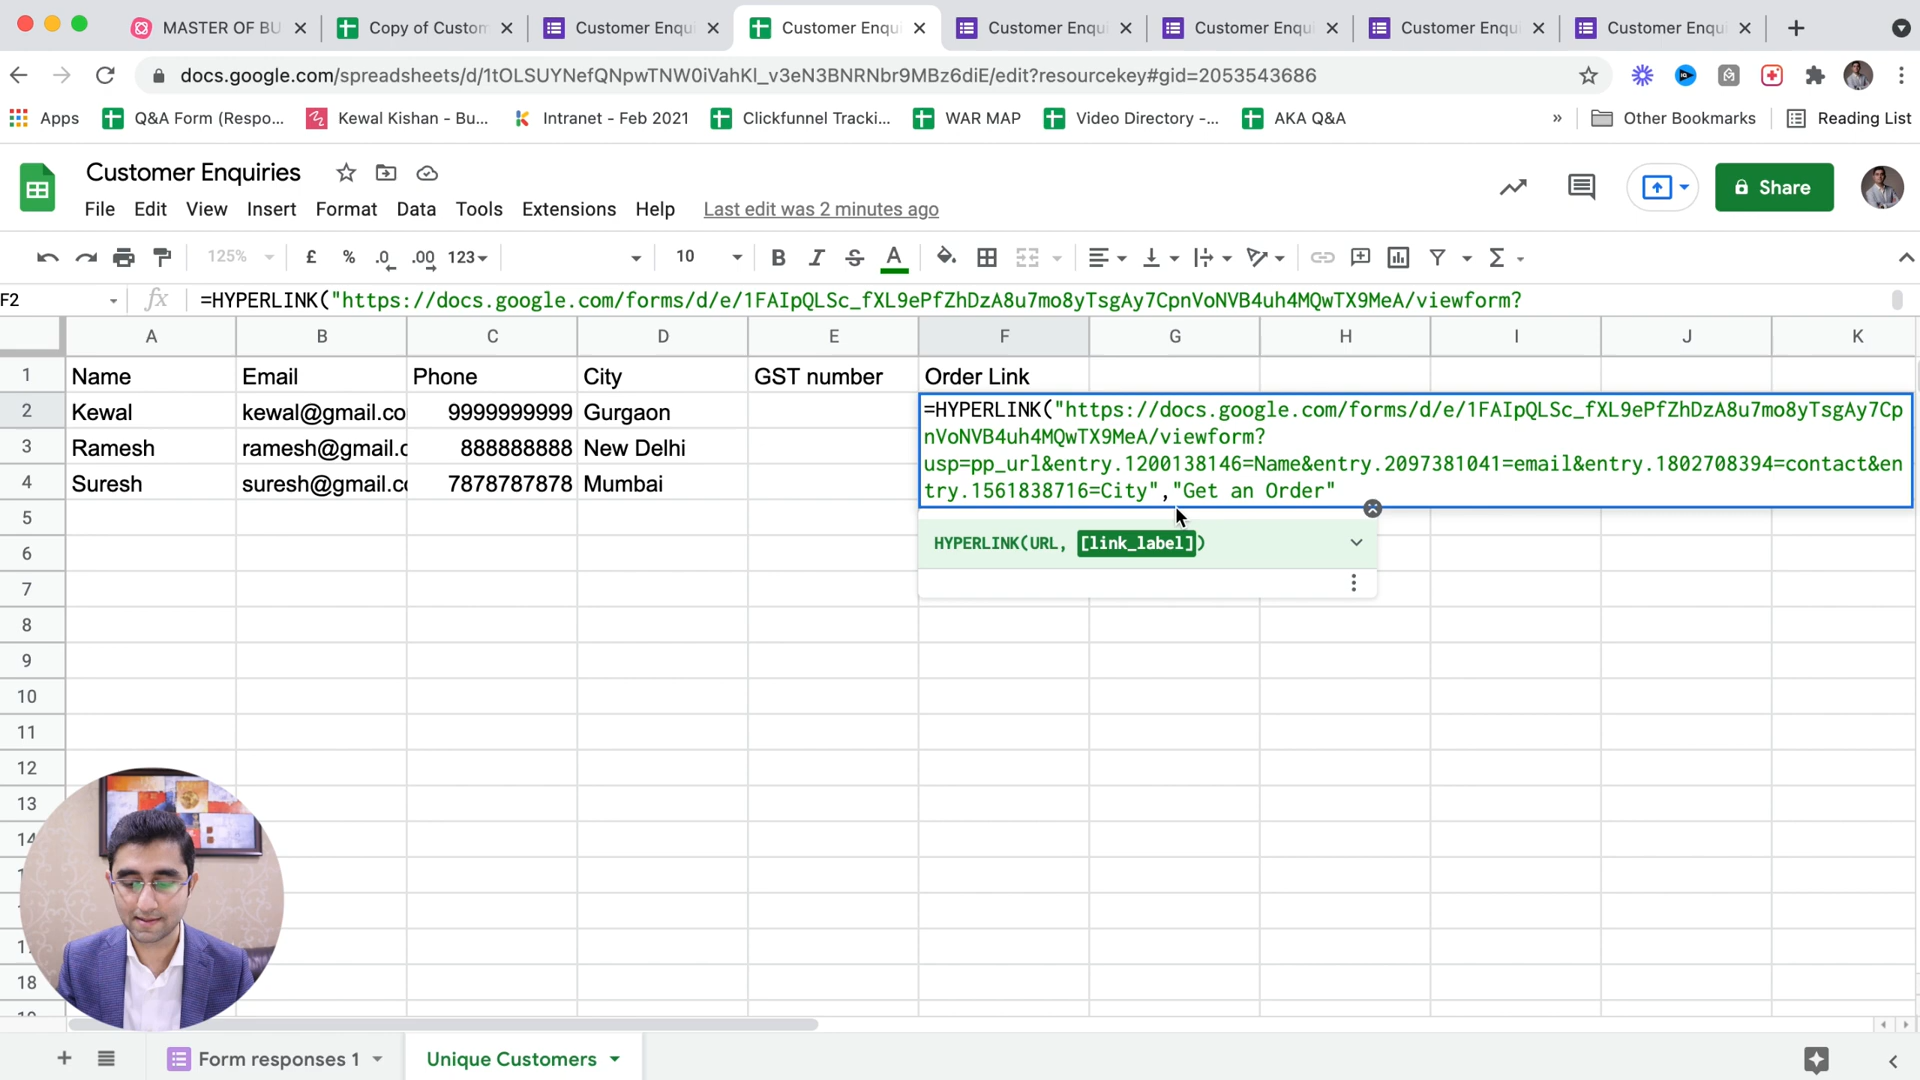 MASTER OF BU
Copy of Custom
Customer Enqui
Customer Enqui
Customer Enqu
Customer Enqu
Customer Enqu
Customer Enqu
docs.google.com/spreadsheets/d/1tOLSUYNefQNpwTNW0iVahKl_v3eN3BNRNbr9MBz6diE/edit?resourcekey#gid=2053543686
Apps
Q&A Form (Respo...
Kewal Kishan - Bu...
Intranet - Feb 2021
Clickfunnel Tracki...
WAR MAP
Video Directory -...
AKA Q&A
»
Other Bookmarks
Reading List
Customer Enquiries
File Edit View Insert Format Data Tools Extensions Help Last edit was 2 minutes ago
Share
125% £ % .0 .00 123 10 B I S A
F2 fx =HYPERLINK("https://docs.google.com/forms/d/e/1FAIpQLSc_fXL9ePfZhDzA8u7mo8yTsgAy7CpnVoNVB4uh4MQwTX9MeA/viewform?
A B C D E F G H I J K
1 Name Email Phone City GST number Order Link
2 Kewal kewal@gmail.co 9999999999 Gurgaon
=HYPERLINK("https://docs.google.com/forms/d/e/1FAIpQLSc_fXL9ePfZhDzA8u7mo8yTsgAy7Cp
nVoNVB4uh4MQwTX9MeA/viewform?
usp=pp_url&entry.1200138146=Name&entry.2097381041=email&entry.1802708394=contact&en
try.1561838716=City","Get an Order"
3 Ramesh ramesh@gmail.c 888888888 New Delhi
4 Suresh suresh@gmail.c 7878787878 Mumbai
HYPERLINK(URL, [link_label])
5
6
7
8
9
10
11
12
13
14
18
Form responses 1
Unique Customers